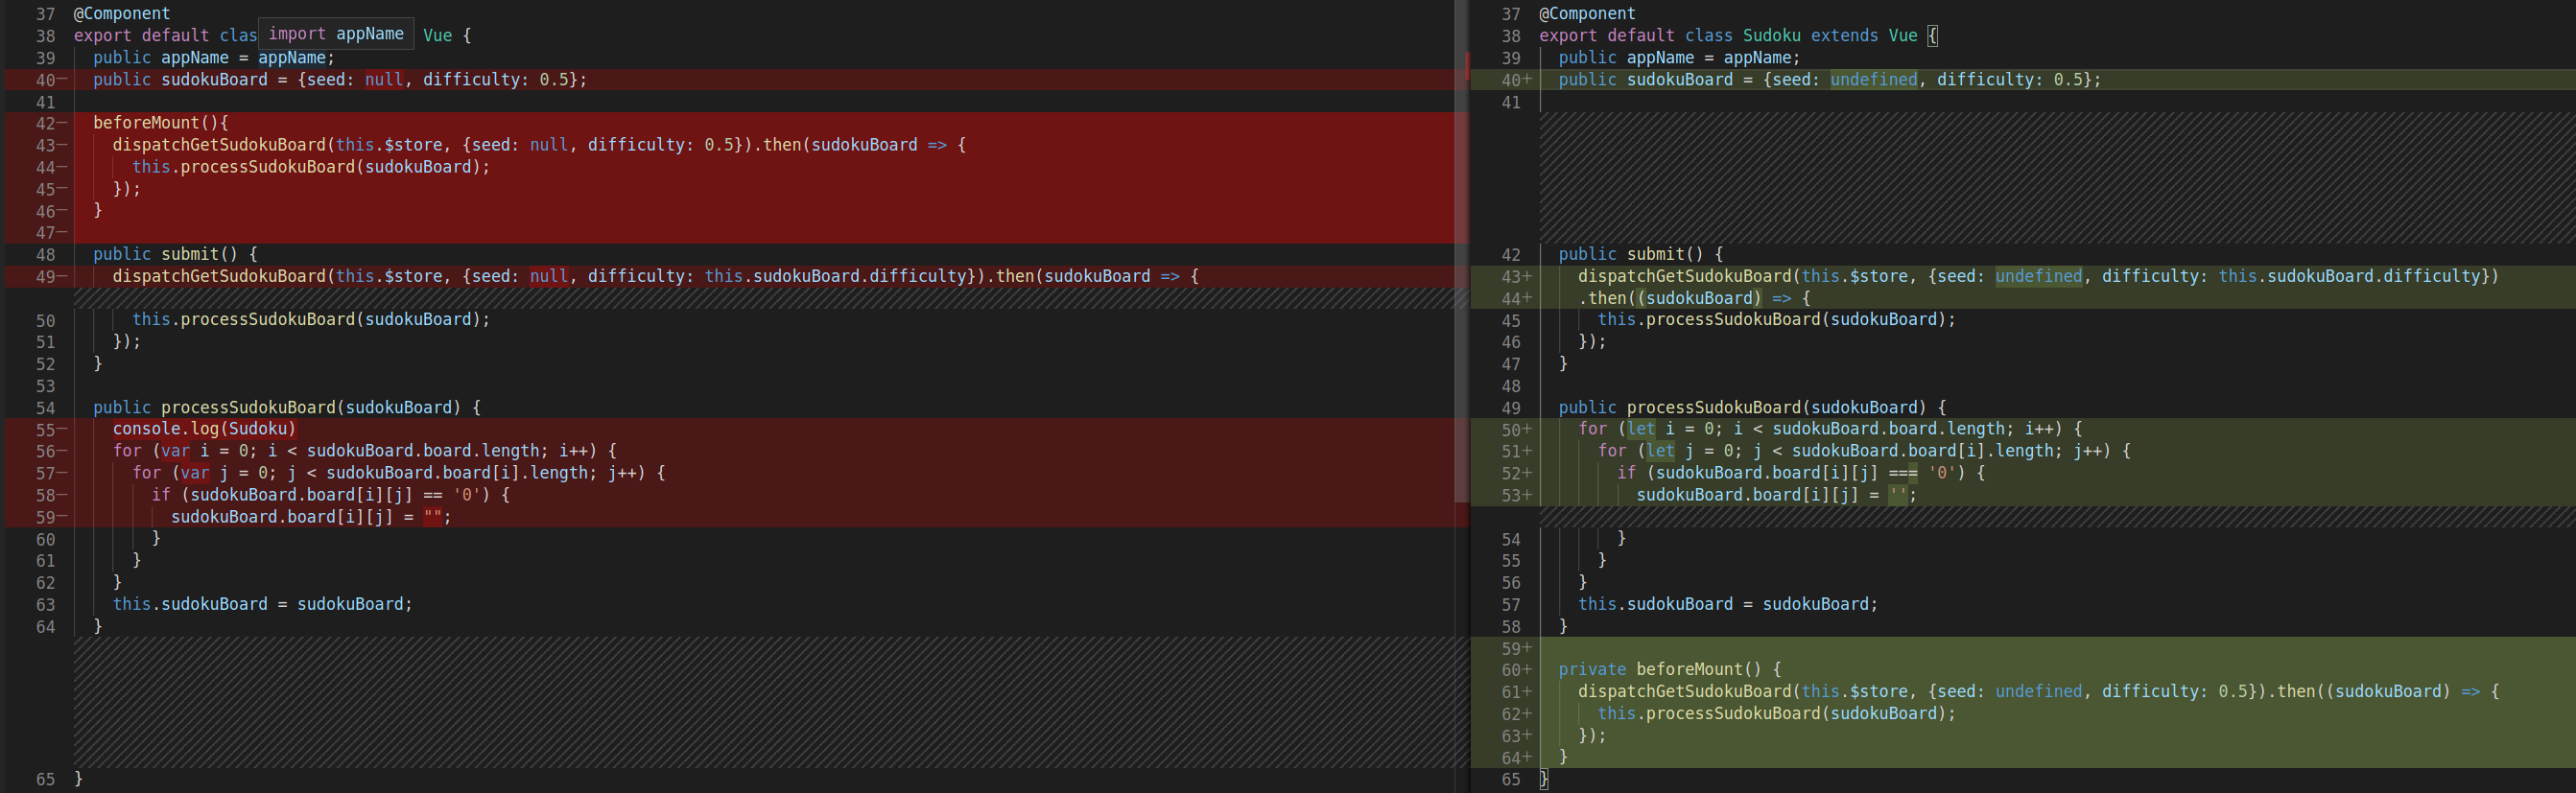 37 @Component
38 export default clas import appName Vue {
39   public appName = appName;
40−   public sudokuBoard = {seed: null, difficulty: 0.5};
41
42−   beforeMount(){
43−     dispatchGetSudokuBoard(this.$store, {seed: null, difficulty: 0.5}).then(sudokuBoard => {
44−       this.processSudokuBoard(sudokuBoard);
45−     });
46−   }
47−
48   public submit() {
49−     dispatchGetSudokuBoard(this.$store, {seed: null, difficulty: this.sudokuBoard.difficulty}).then(sudokuBoard => {
50       this.processSudokuBoard(sudokuBoard);
51     });
52   }
53
54   public processSudokuBoard(sudokuBoard) {
55−     console.log(Sudoku)
56−     for (var i = 0; i < sudokuBoard.board.length; i++) {
57−       for (var j = 0; j < sudokuBoard.board[i].length; j++) {
58−         if (sudokuBoard.board[i][j] == '0') {
59−           sudokuBoard.board[i][j] = "";
60         }
61       }
62     }
63     this.sudokuBoard = sudokuBoard;
64   }
65 }
37 @Component
38 export default class Sudoku extends Vue {
39   public appName = appName;
40+   public sudokuBoard = {seed: undefined, difficulty: 0.5};
41
42   public submit() {
43+     dispatchGetSudokuBoard(this.$store, {seed: undefined, difficulty: this.sudokuBoard.difficulty})
44+     .then((sudokuBoard) => {
45       this.processSudokuBoard(sudokuBoard);
46     });
47   }
48
49   public processSudokuBoard(sudokuBoard) {
50+     for (let i = 0; i < sudokuBoard.board.length; i++) {
51+       for (let j = 0; j < sudokuBoard.board[i].length; j++) {
52+         if (sudokuBoard.board[i][j] === '0') {
53+           sudokuBoard.board[i][j] = '';
54         }
55       }
56     }
57     this.sudokuBoard = sudokuBoard;
58   }
59+
60+   private beforeMount() {
61+     dispatchGetSudokuBoard(this.$store, {seed: undefined, difficulty: 0.5}).then((sudokuBoard) => {
62+       this.processSudokuBoard(sudokuBoard);
63+     });
64+   }
65 }